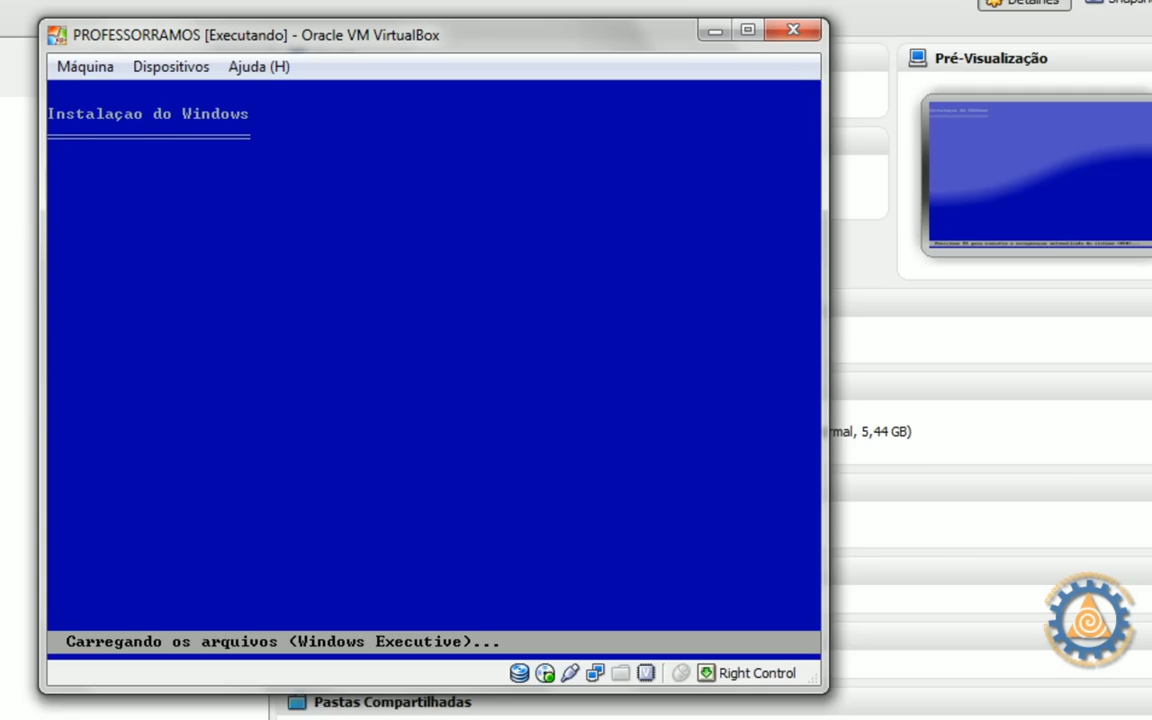 Detalhes
PROFESSORRAMOS [Executando] - Oracle VM VirtualBox
Máquina Dispositivos Ajuda (H)
Pré-Visualização
Instalaçao do Windows
rmal, 5,44 GB)
Carregando os arquivos (Windows Executive)...
Right Control
Pastas Compartilhadas